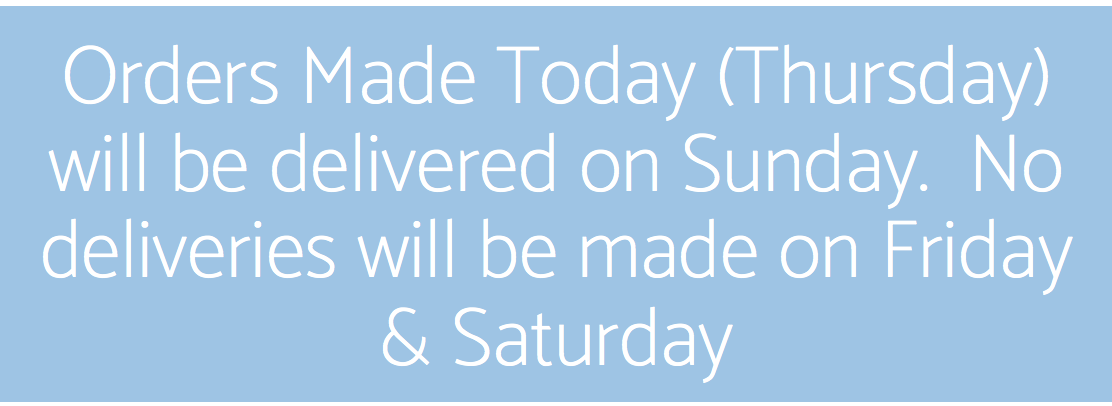 Orders Made Today (Thursday)
will be delivered on Sunday.  No
deliveries will be made on Friday
& Saturday